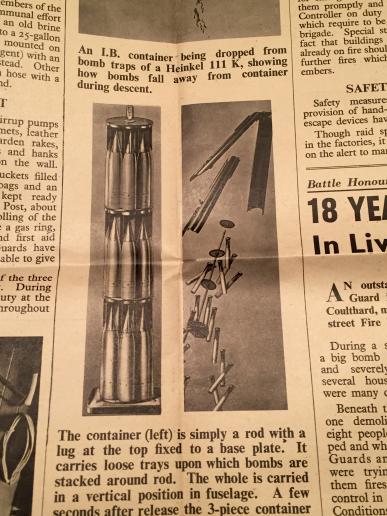 embers of the
mmunal effort
an old brine
to a 25-gallon
mounted on
gent) with an
stead. Other
hose with a
nd.
T
irrup pumps
mets, leather
arden rakes,
s and hanks
n the wall.
uckets filled
bags and an
kept ready
Post, about
olling of the
e a gas ring,
nd first aid
uards have
able to give
of the three
. During
uty at the
hroughout
An I.B. container being dropped from
bomb traps of a Heinkel 111 K, showing
how bombs fall away from container
during descent.
The container (left) is simply a rod with a
lug at the top fixed to a base plate. It
carries loose trays upon which bombs are
stacked around rod. The whole is carried
in a vertical position in fuselage. A few
seconds after release the 3-piece container
them promptly and
Controller on duty
which require to be
brigade. Special st
fact that buildings
already on fire shou
further fires which
embers.
SAFET
Safety measure
provision of hand-
escape devices hav
Though raid sp
in the factories, it
on the alert to ma
Battle Honou
18 YEA
In Liv
AN outsta
Guard
Coulthard, m
street Fire
During a s
a big bomb
and severely
several hous
were many c
Beneath t
one demoli
eight people
ped and wh
Guards an
were tryin
them fires
control in
Condition